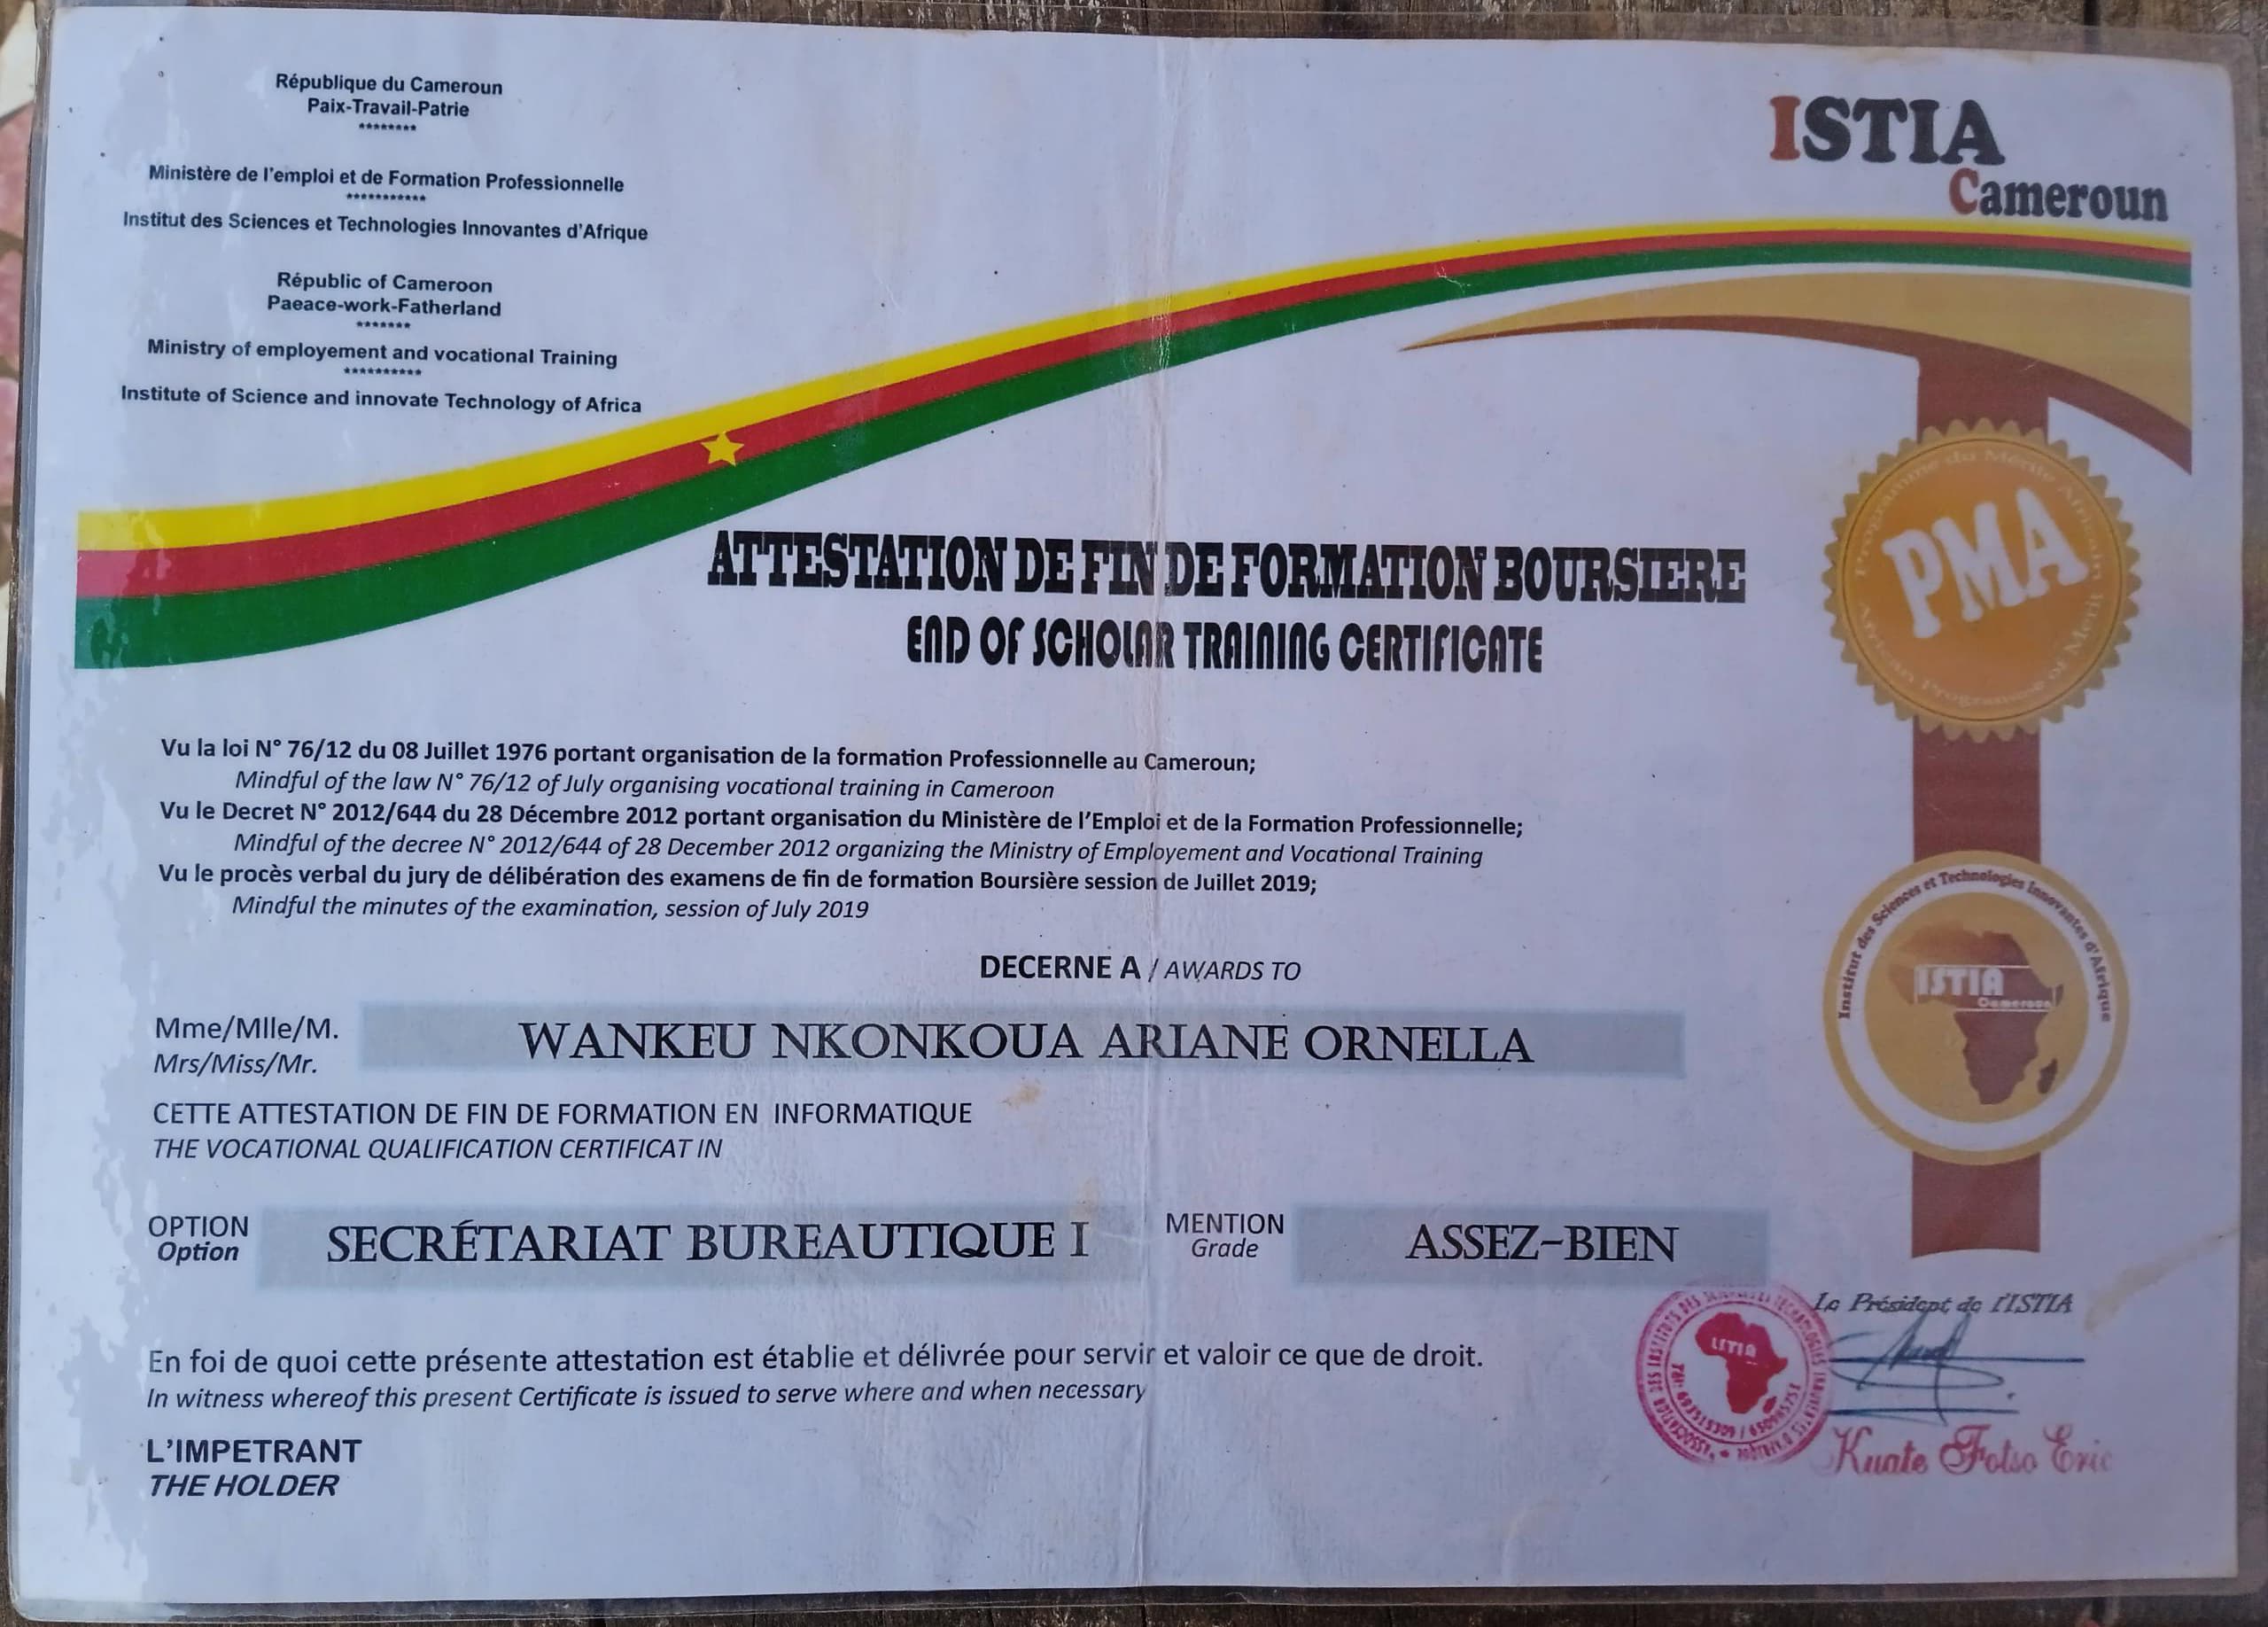 République du Cameroun
Paix-Travail-Patrie
********
Ministère de l'emploi et de Formation Professionnelle
***********
Institut des Sciences et Technologies Innovantes d'Afrique
Républic of Cameroon
Paeace-work-Fatherland
*******
Ministry of employement and vocational Training
**********
Institute of Science and innovate Technology of Africa
ISTIA
Cameroun
ATTESTATION DE FIN DE FORMATION BOURSIERE
END OF SCHOLAR TRAINING CERTIFICATE
Programme du Mérite Africain
PMA
African Programme of Merit
Vu la loi N° 76/12 du 08 Juillet 1976 portant organisation de la formation Professionnelle au Cameroun;
Mindful of the law N° 76/12 of July organising vocational training in Cameroon
Vu le Decret N° 2012/644 du 28 Décembre 2012 portant organisation du Ministère de l'Emploi et de la Formation Professionnelle;
Mindful of the decree N° 2012/644 of 28 December 2012 organizing the Ministry of Employement and Vocational Training
Vu le procès verbal du jury de délibération des examens de fin de formation Boursière session de Juillet 2019;
Mindful the minutes of the examination, session of July 2019
DECERNE A / AWARDS TO
Institut des Sciences et Technologies Innovantes d'Afrique
ISTIA
Cameroun
Mme/Mlle/M. WANKEU NKONKOUA ARIANE ORNELLA
Mrs/Miss/Mr.
CETTE ATTESTATION DE FIN DE FORMATION EN INFORMATIQUE
THE VOCATIONAL QUALIFICATION CERTIFICAT IN
OPTION SECRÉTARIAT BUREAUTIQUE I MENTION ASSEZ-BIEN
Option Grade
Le Président de l'ISTIA
ISTIA
En foi de quoi cette présente attestation est établie et délivrée pour servir et valoir ce que de droit.
In witness whereof this present Certificate is issued to serve where and when necessary
Kuate Fotso Eric
L'IMPETRANT
THE HOLDER